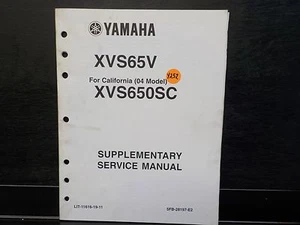 YAMAHA
XVS65V
For California (04 Model)
XVS650SC
SUPPLEMENTARY
SERVICE MANUAL